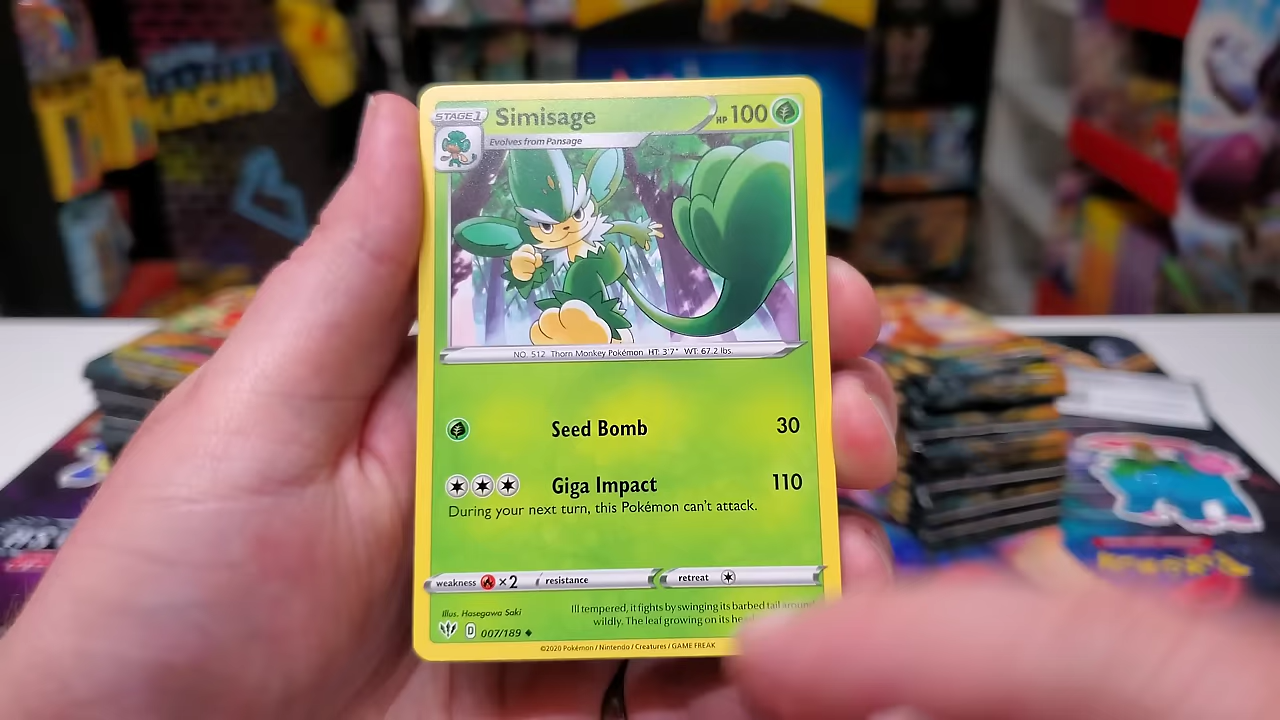 PIKACHU
STAGE 1
Simisage
HP 100
Evolves from Pansage
NO. 512 Thorn Monkey Pokémon HT: 3'7" WT: 67.2 lbs.
Seed Bomb 30
Giga Impact 110
During your next turn, this Pokémon can't attack.
weakness ×2 resistance retreat
Illus. Hasegawa Saki
Ill tempered, it fights by swinging its barbed tail around
wildly. The leaf growing on its
D 007/189
©2020 Pokémon / Nintendo / Creatures / GAME FREAK